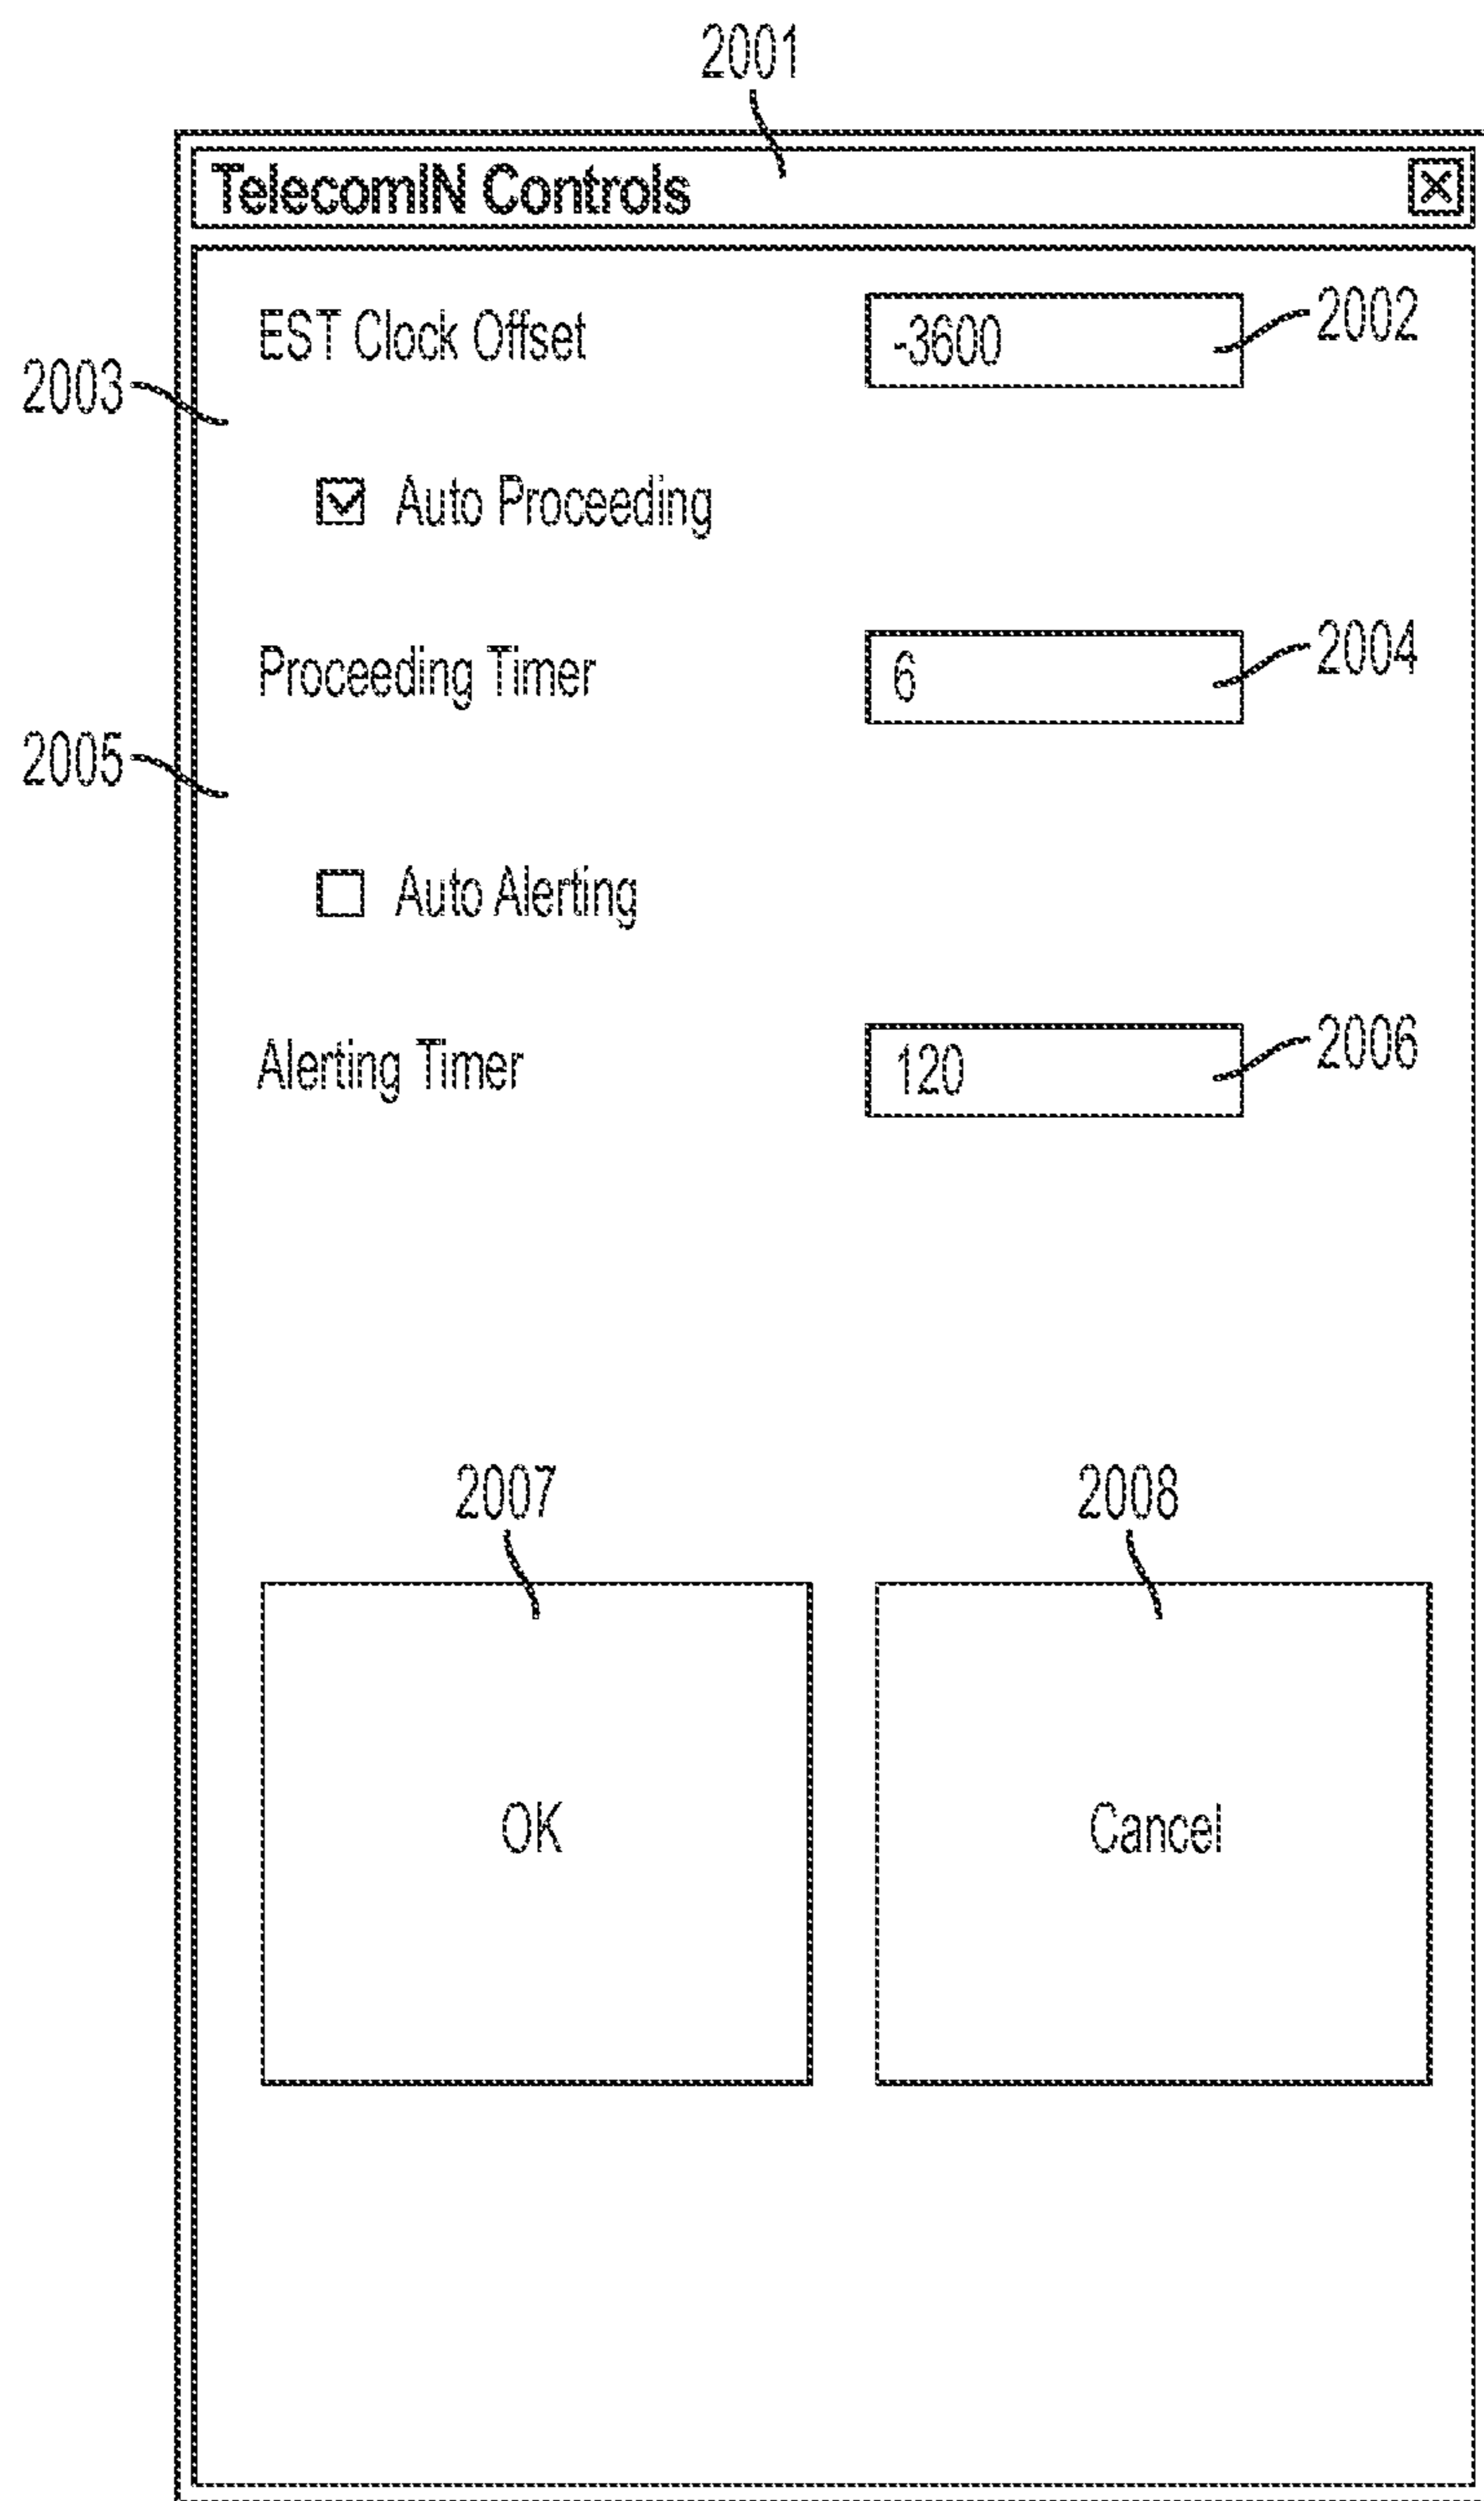 2001
TelecomIN Controls
EST Clock Offset
-3600
2002
2003
Auto Proceeding
Proceeding Timer
6
2004
2005
Auto Alerting
Alerting Timer
120
2006
2007
2008
OK
Cancel